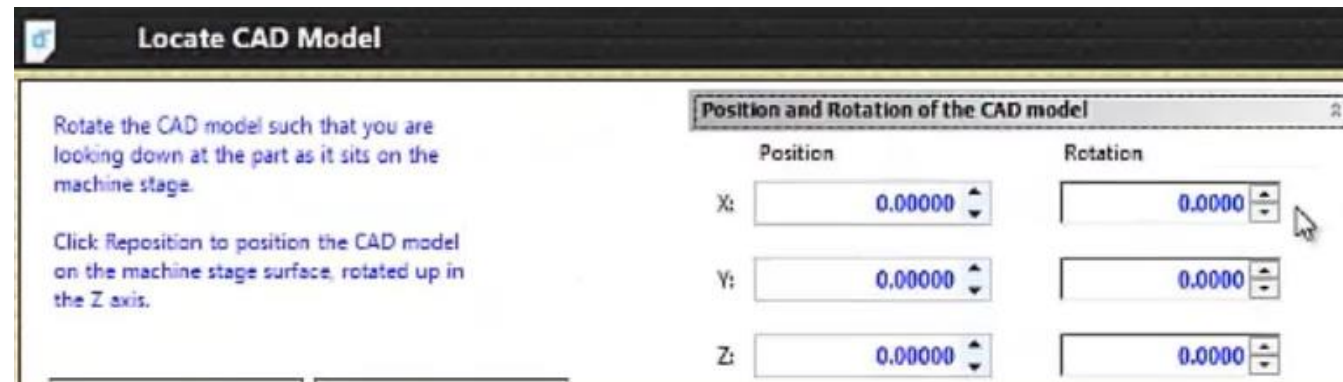 Locate CAD Model
Rotate the CAD model such that you are
looking down at the part as it sits on the
machine stage.
Click Reposition to position the CAD model
on the machine stage surface, rotated up in
the Z axis.
Position and Rotation of the CAD model
Position Rotation
X: 0.00000 0.0000
Y: 0.00000 0.0000
Z: 0.00000 0.0000